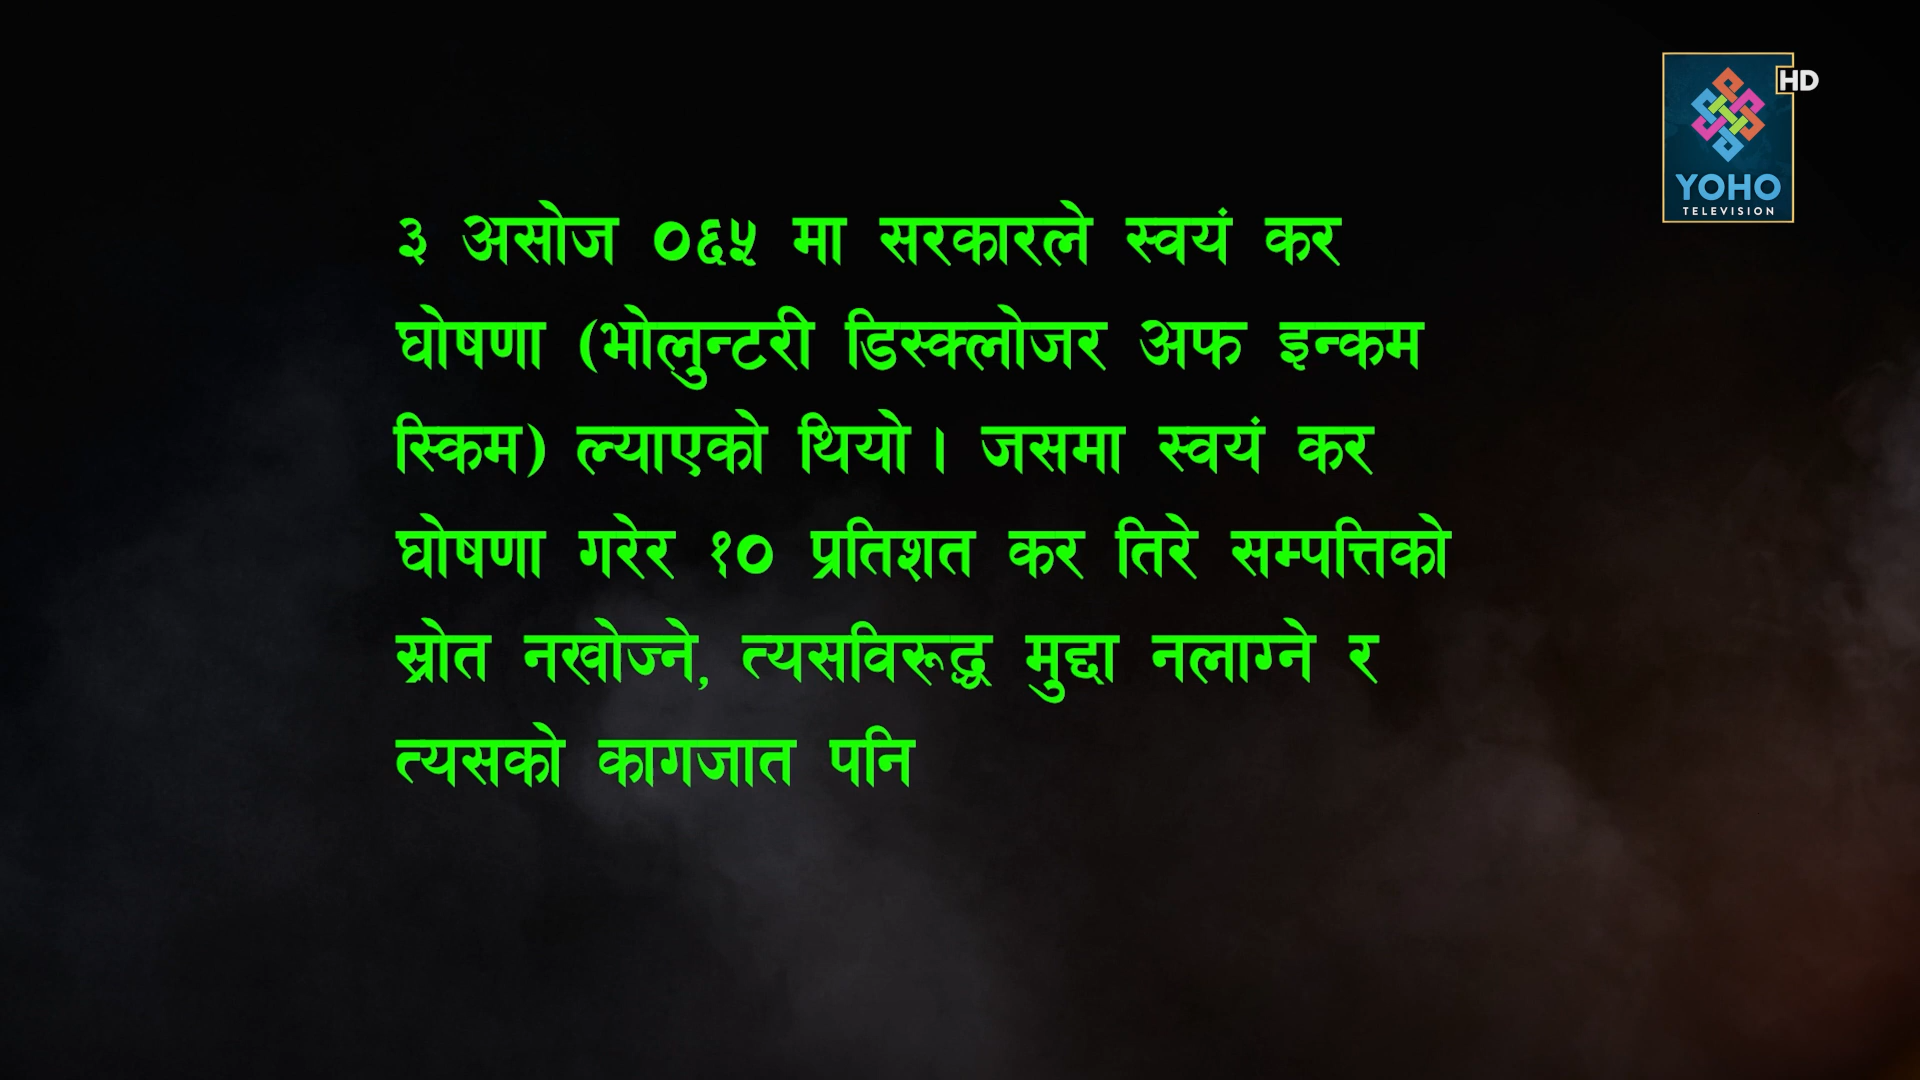 HD
YOHO
TELEVISION
३ असोज ०६५ मा सरकारले स्वयं कर
घोषणा (भोलुन्टरी डिस्क्लोजर अफ इन्कम
स्किम) ल्याएको थियो। जसमा स्वयं कर
घोषणा गरेर १० प्रतिशत कर तिरे सम्पत्तिको
स्रोत नखोज्ने, त्यसविरूद्ध मुद्दा नलाग्ने र
त्यसको कागजात पनि